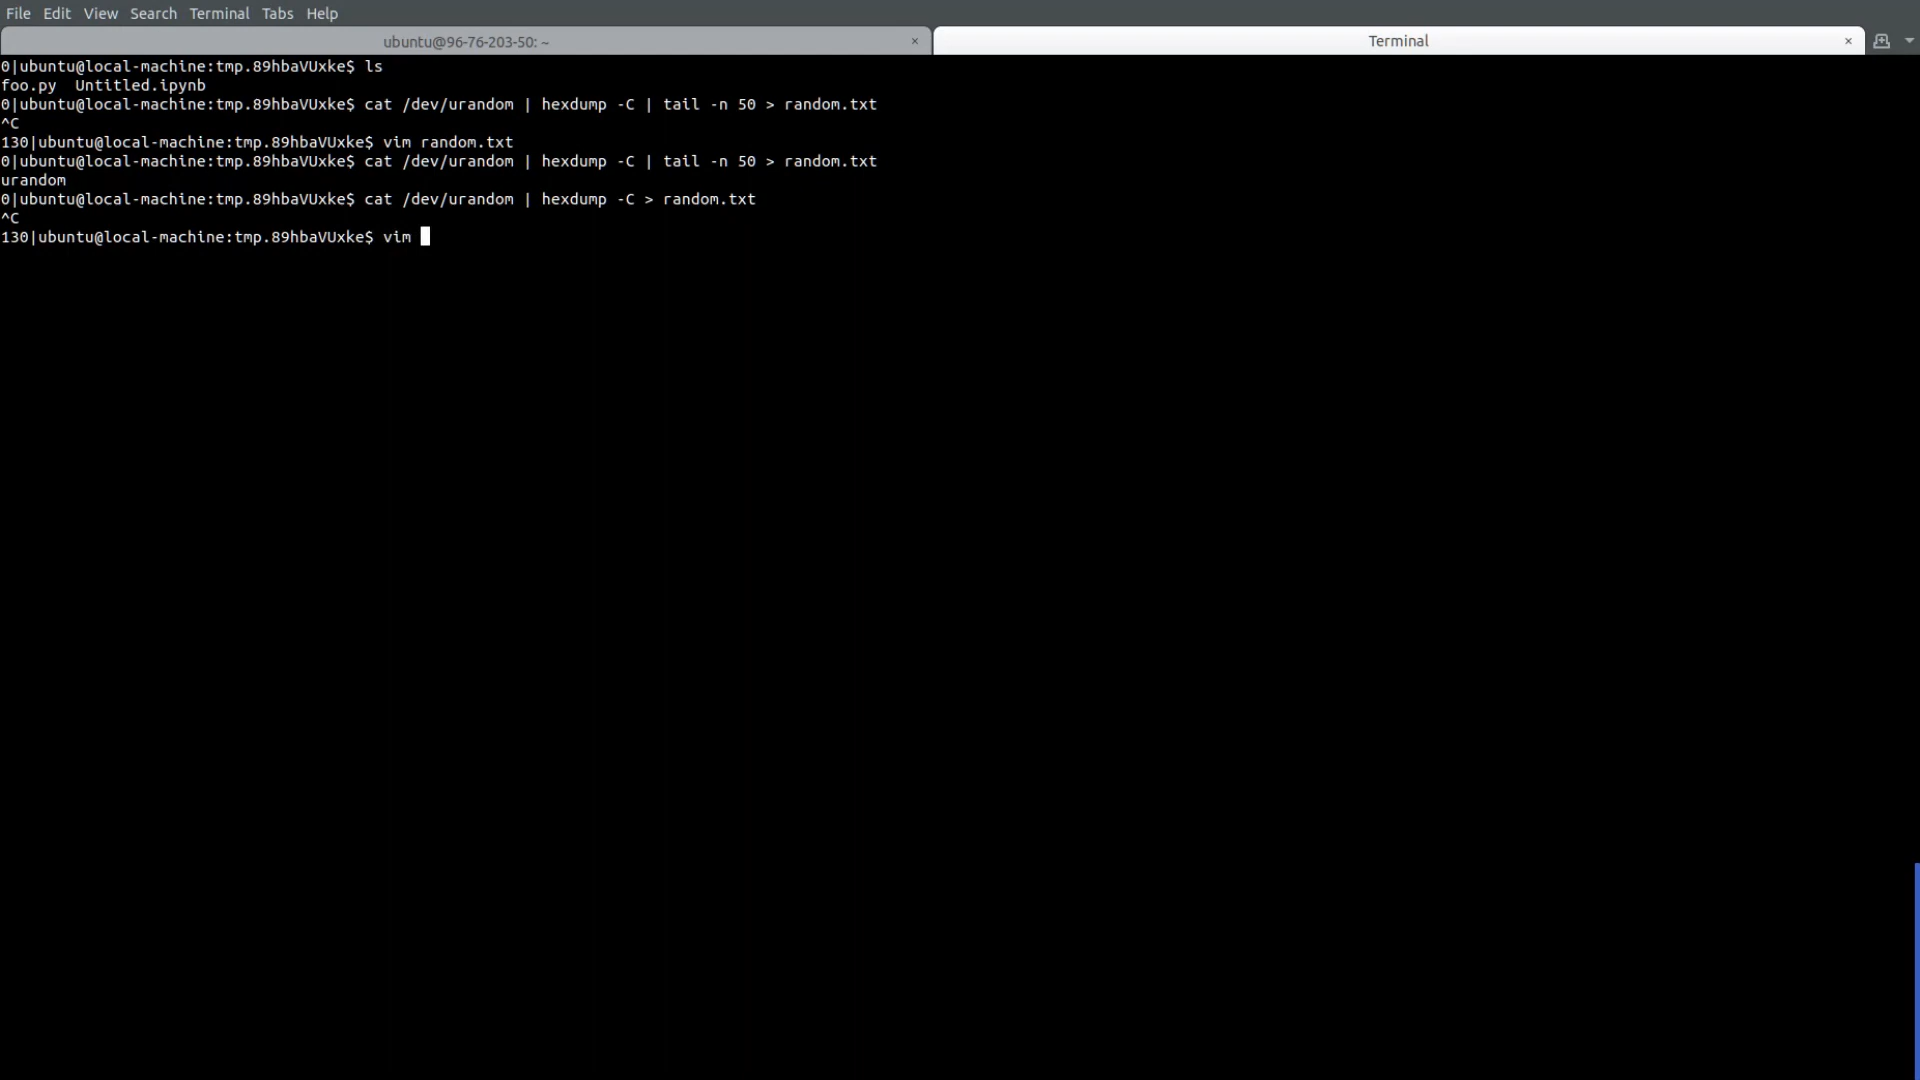 File Edit View Search Terminal Tabs Help
ubuntu@96-76-203-50: ~ × Terminal ×
0|ubuntu@local-machine:tmp.89hbaVUxke$ ls
foo.py  Untitled.ipynb
0|ubuntu@local-machine:tmp.89hbaVUxke$ cat /dev/urandom | hexdump -C | tail -n 50 > random.txt
^C
130|ubuntu@local-machine:tmp.89hbaVUxke$ vim random.txt
0|ubuntu@local-machine:tmp.89hbaVUxke$ cat /dev/urandom | hexdump -C | tail -n 50 > random.txt
urandom
0|ubuntu@local-machine:tmp.89hbaVUxke$ cat /dev/urandom | hexdump -C > random.txt
^C
130|ubuntu@local-machine:tmp.89hbaVUxke$ vim